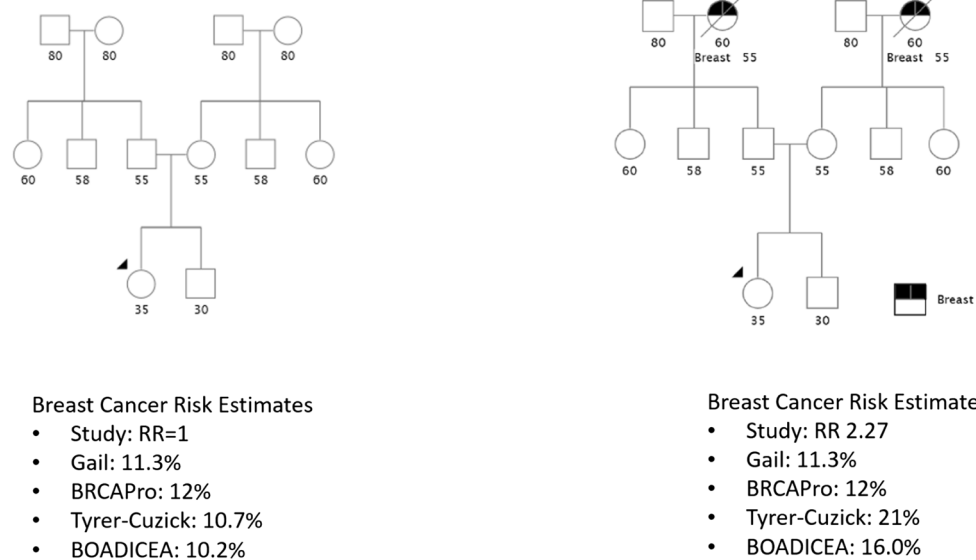 80 80 80 80
60 58 55 55 58 60
35 30
Breast Cancer Risk Estimates
• Study: RR=1
• Gail: 11.3%
• BRCAPro: 12%
• Tyrer-Cuzick: 10.7%
• BOADICEA: 10.2%
80 60 80 60
Breast 55 Breast 55
60 58 55 55 58 60
35 30
Breast
Breast Cancer Risk Estimate
• Study: RR 2.27
• Gail: 11.3%
• BRCAPro: 12%
• Tyrer-Cuzick: 21%
• BOADICEA: 16.0%